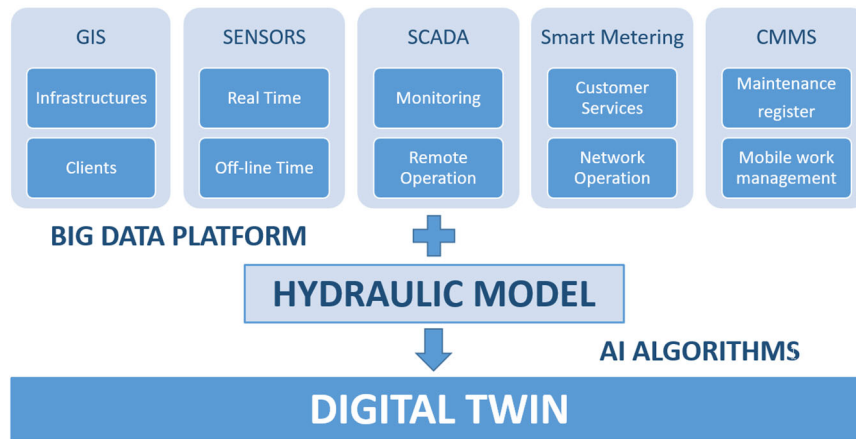 GIS
SENSORS
SCADA
Smart Metering
CMMS
Infrastructures
Real Time
Monitoring
Customer
Services
Maintenance
register
Clients
Off-line Time
Remote
Operation
Network
Operation
Mobile work
management
BIG DATA PLATFORM
HYDRAULIC MODEL
AI ALGORITHMS
DIGITAL TWIN